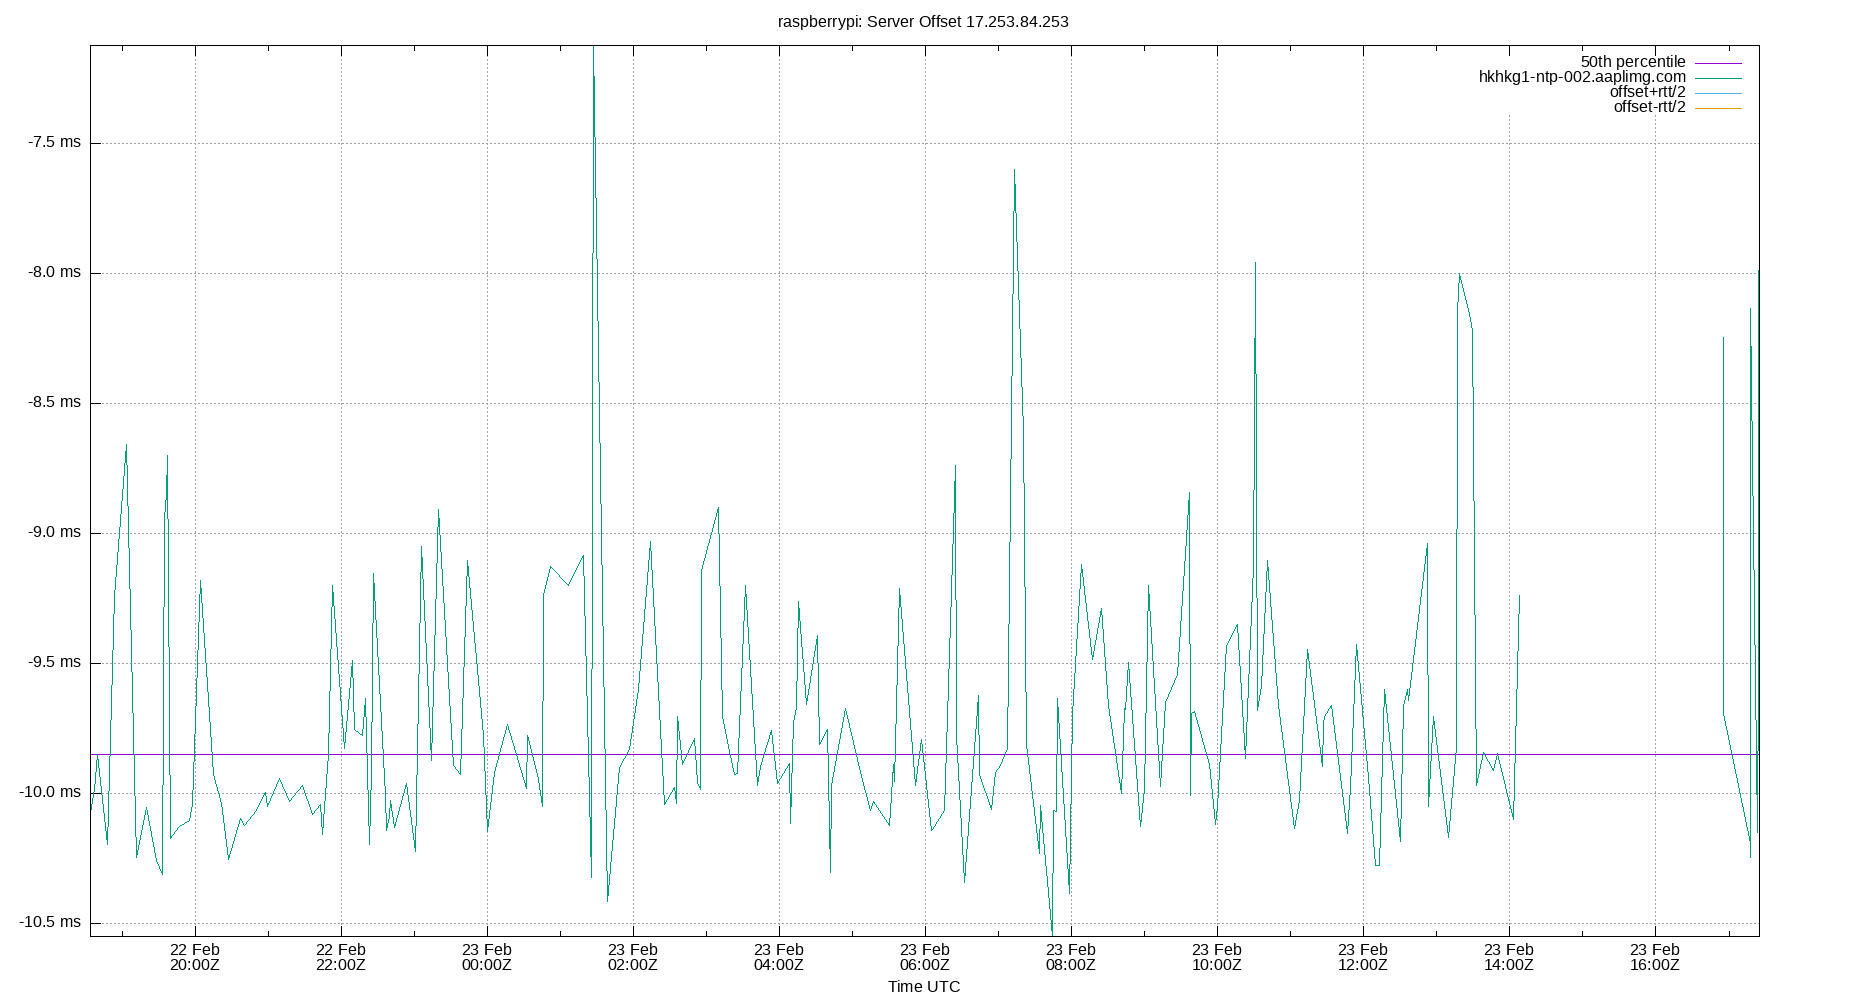 raspberrypi: Server Offset 17.253.84.253
50th percentile
hkhkg1-ntp-002.aaplimg.com
offset+rtt/2
offset-rtt/2
-7.5 ms
-8.0 ms
-8.5 ms
-9.0 ms
-9.5 ms
-10.0 ms
-10.5 ms
22 Feb 22 Feb 23 Feb 23 Feb 23 Feb 23 Feb 23 Feb 23 Feb 23 Feb 23 Feb 23 Feb
20:00Z 22:00Z 00:00Z 02:00Z 04:00Z 06:00Z 08:00Z 10:00Z 12:00Z 14:00Z 16:00Z
Time UTC